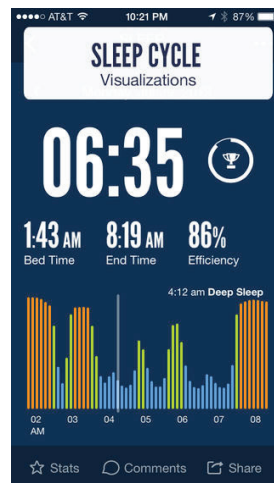 AT&T 10:21 PM 87%
SLEEP CYCLE
Visualizations
06:35
1:43 AM 8:19 AM 86%
Bed Time End Time Efficiency
4:12 am Deep Sleep
02 03 04 05 06 07 08
AM
Stats Comments Share